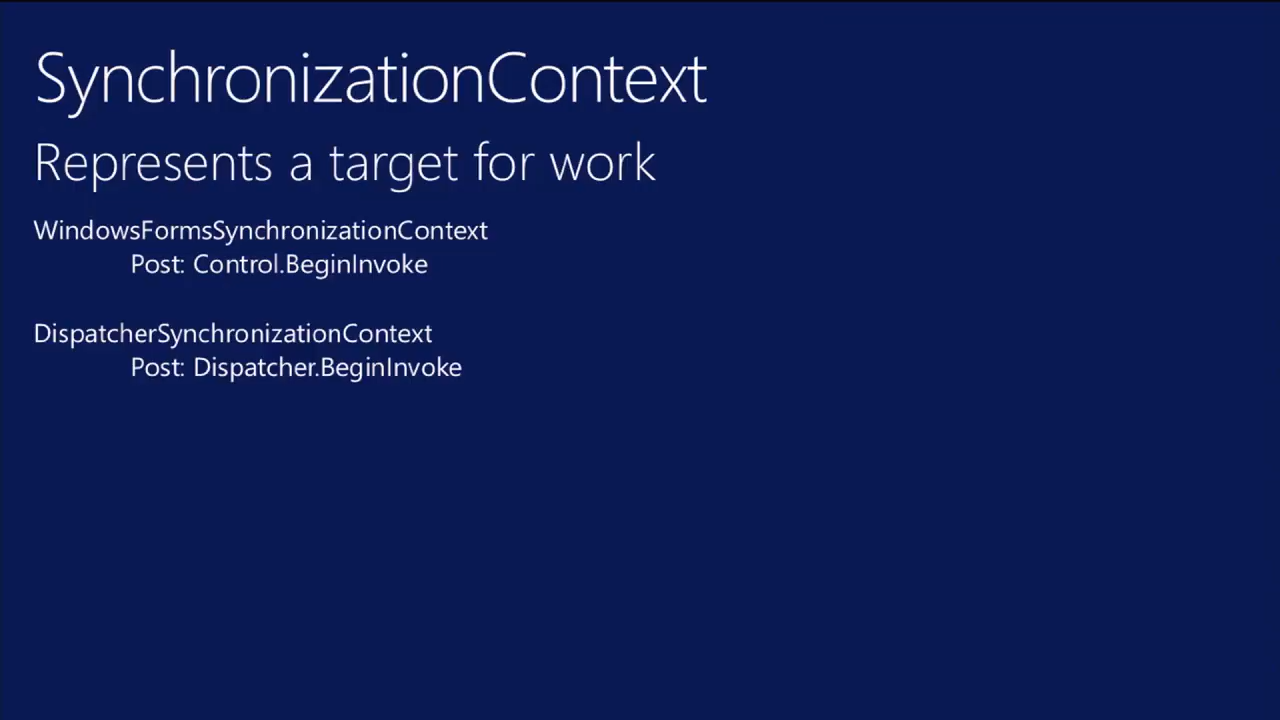 SynchronizationContext
Represents a target for work
WindowsFormsSynchronizationContext
Post: Control.BeginInvoke
DispatcherSynchronizationContext
Post: Dispatcher.BeginInvoke